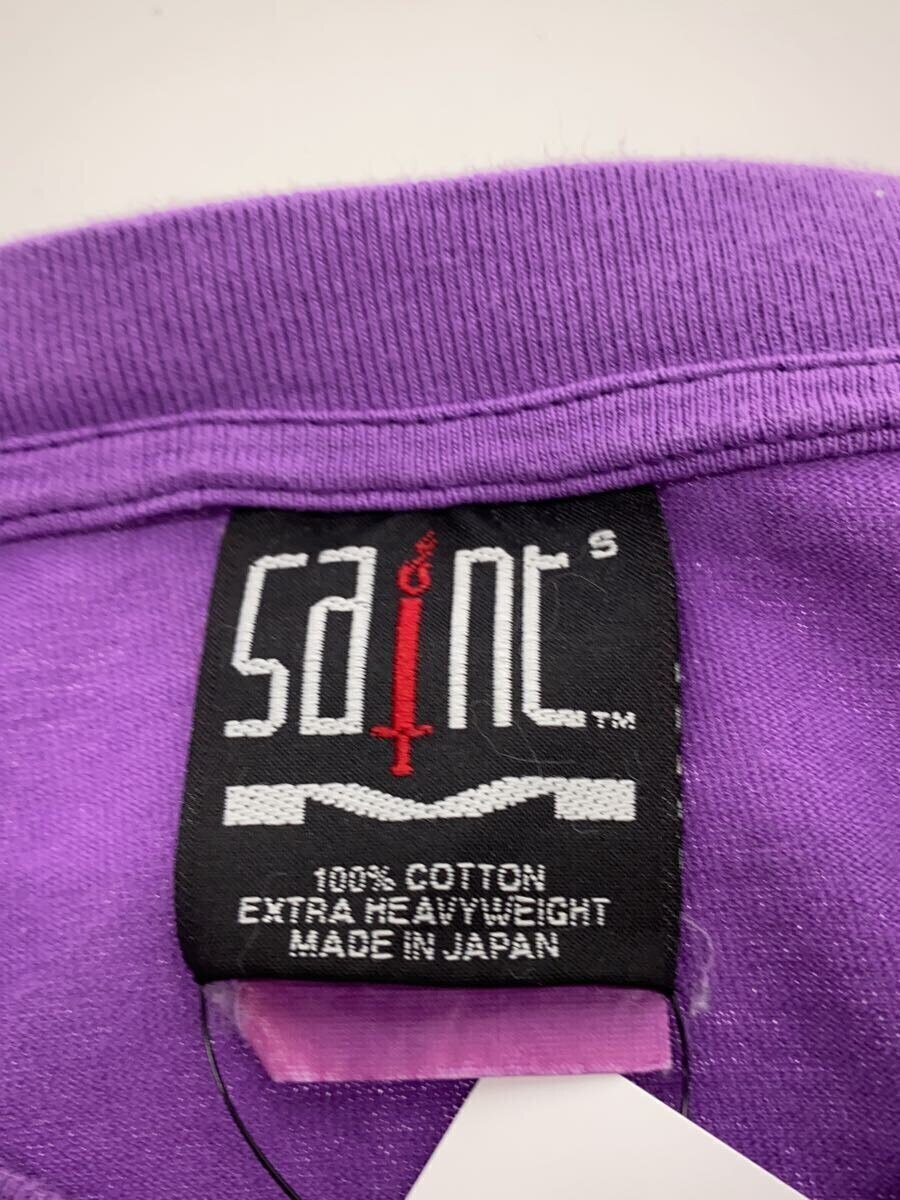 saint S
TM
100% COTTON
EXTRA HEAVYWEIGHT
MADE IN JAPAN